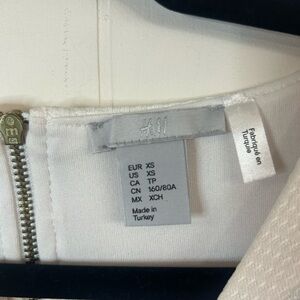 H&M
EUR XS
US XS
CA TP
CN 160/80A
MX XCH
Made in
Turkey
Fabriqué en
Turquie